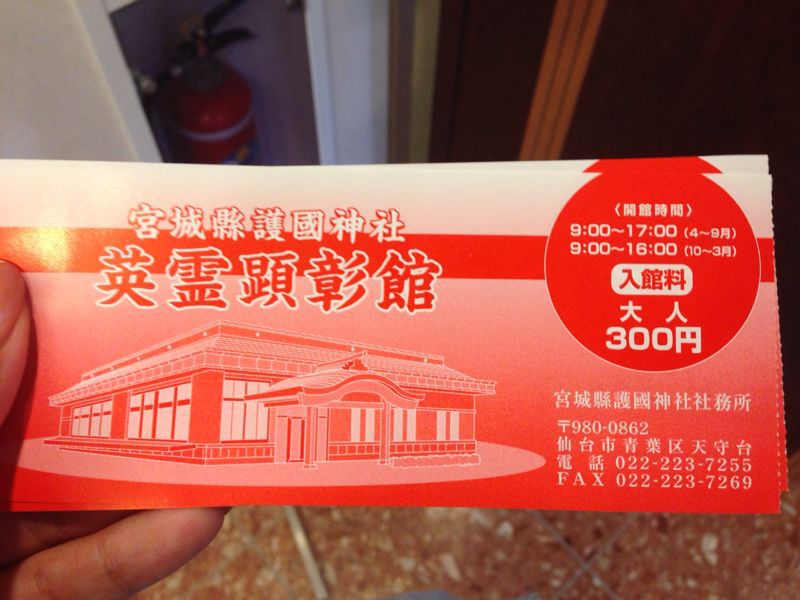 宮城縣護國神社
英霊顕彰館
〈開館時間〉
9:00～17:00 (4～9月)
9:00～16:00 (10～3月)
入館料
大人
300円
宮城縣護國神社社務所
〒980-0862
仙台市青葉区天守台
電話 022-223-7255
FAX 022-223-7269